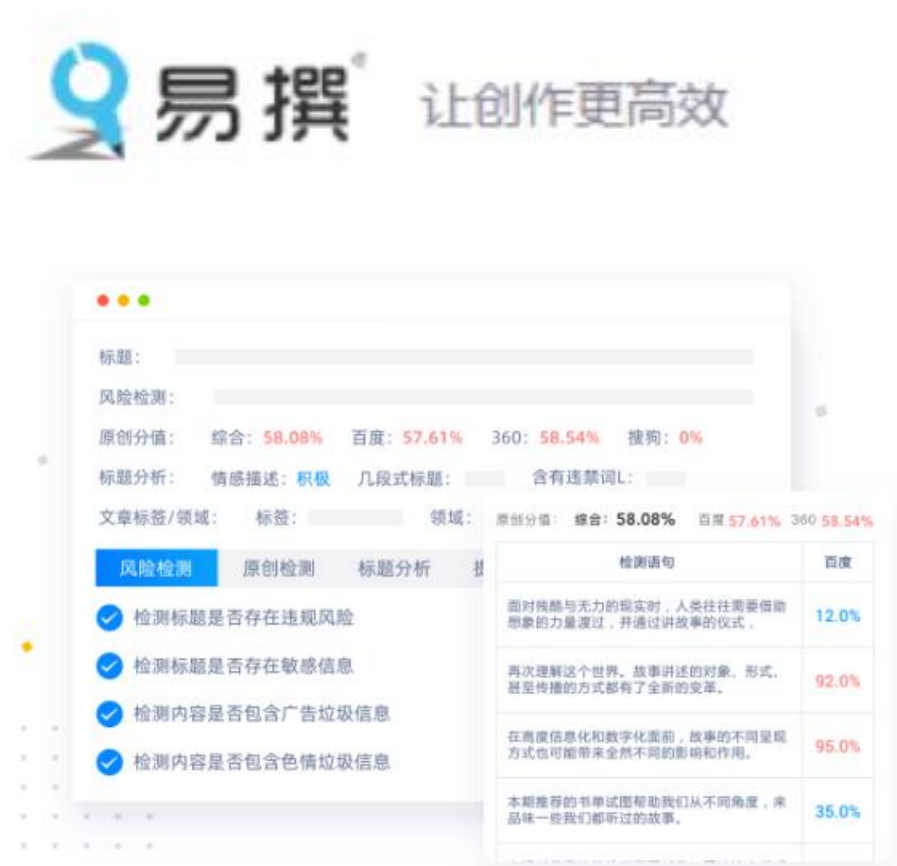 易撰 让创作更高效
标题：
风险检测：
原创分值： 综合：58.08% 百度：57.61% 360：58.54% 搜狗：0%
标题分析： 情感描述：积极 几段式标题： 含有违禁词L：
文章标签/领域： 标签： 领域：
风险检测 原创检测 标题分析
检测标题是否存在违规风险
检测标题是否存在敏感信息
检测内容是否包含广告垃圾信息
检测内容是否包含色情垃圾信息
原创分值： 综合：58.08% 百度 57.61% 360 58.54%
检测语句 百度
面对残酷与无力的现实时，人类往往需要借助
想象的力量渡过，并通过讲故事的仪式， 12.0%
再次理解这个世界。故事讲述的对象、形式、
甚至传播的方式都有了全新的变革。 92.0%
在高度信息化和数字化面前，故事的不同呈现
方式也可能带来全然不同的影响和作用。 95.0%
本期推荐的书单试图帮助我们从不同角度，来
品味一些我们都听过的故事。 35.0%